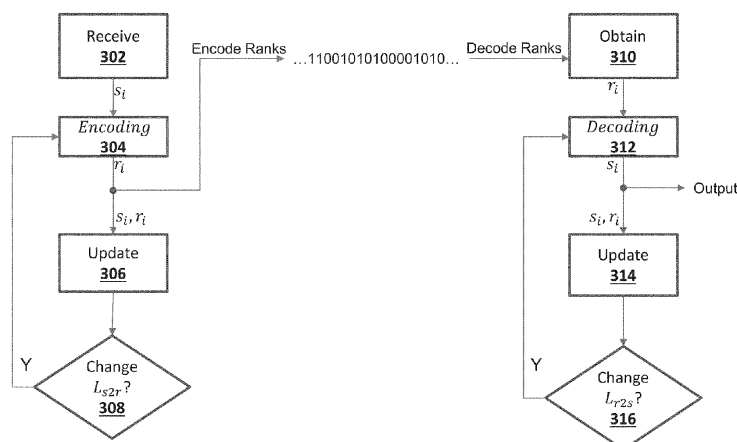 Receive
302
s_i
Encoding
304
r_i
s_i, r_i
Update
306
Change
L_s2r?
308
Y
Encode Ranks
...11001010100001010...
Decode Ranks
Obtain
310
r_i
Decoding
312
s_i
Output
s_i, r_i
Update
314
Change
L_r2s?
316
Y